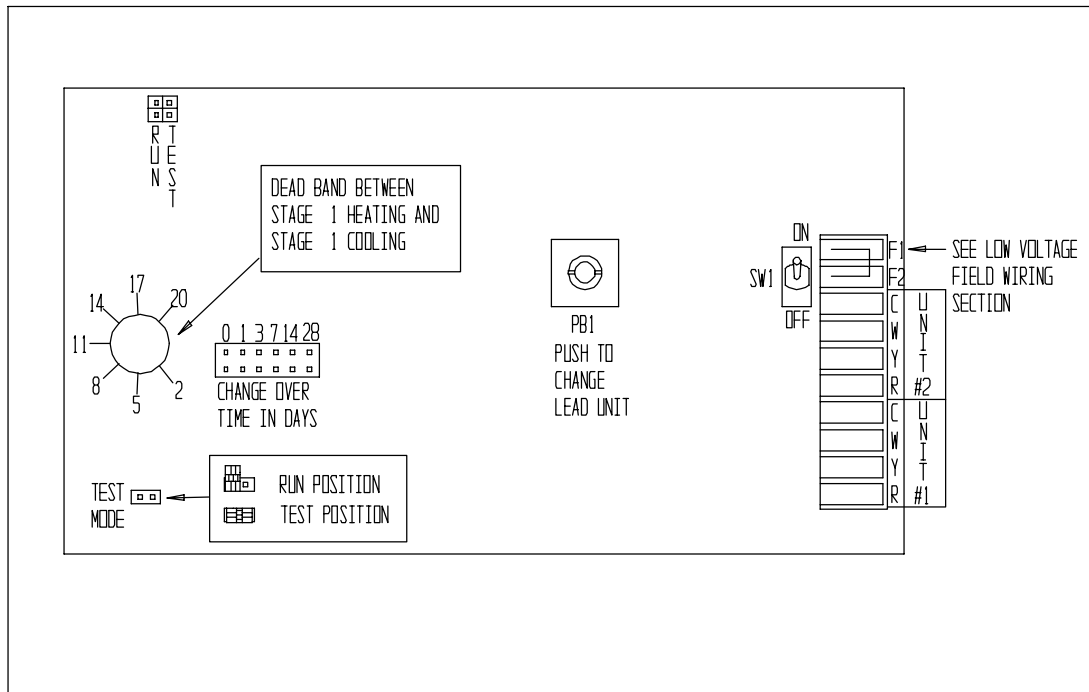 RUN
TEST
DEAD BAND BETWEEN
STAGE 1 HEATING AND
STAGE 1 COOLING
17
14
20
11
8
5
2
0 1 3 7 14 28
CHANGE OVER
TIME IN DAYS
TEST
MODE
RUN POSITION
TEST POSITION
PB1
PUSH TO
CHANGE
LEAD UNIT
ON
SW1
OFF
F1
F2
SEE LOW VOLTAGE
FIELD WIRING
SECTION
C
W
Y
R
UNIT
#2
C
W
Y
R
UNIT
#1